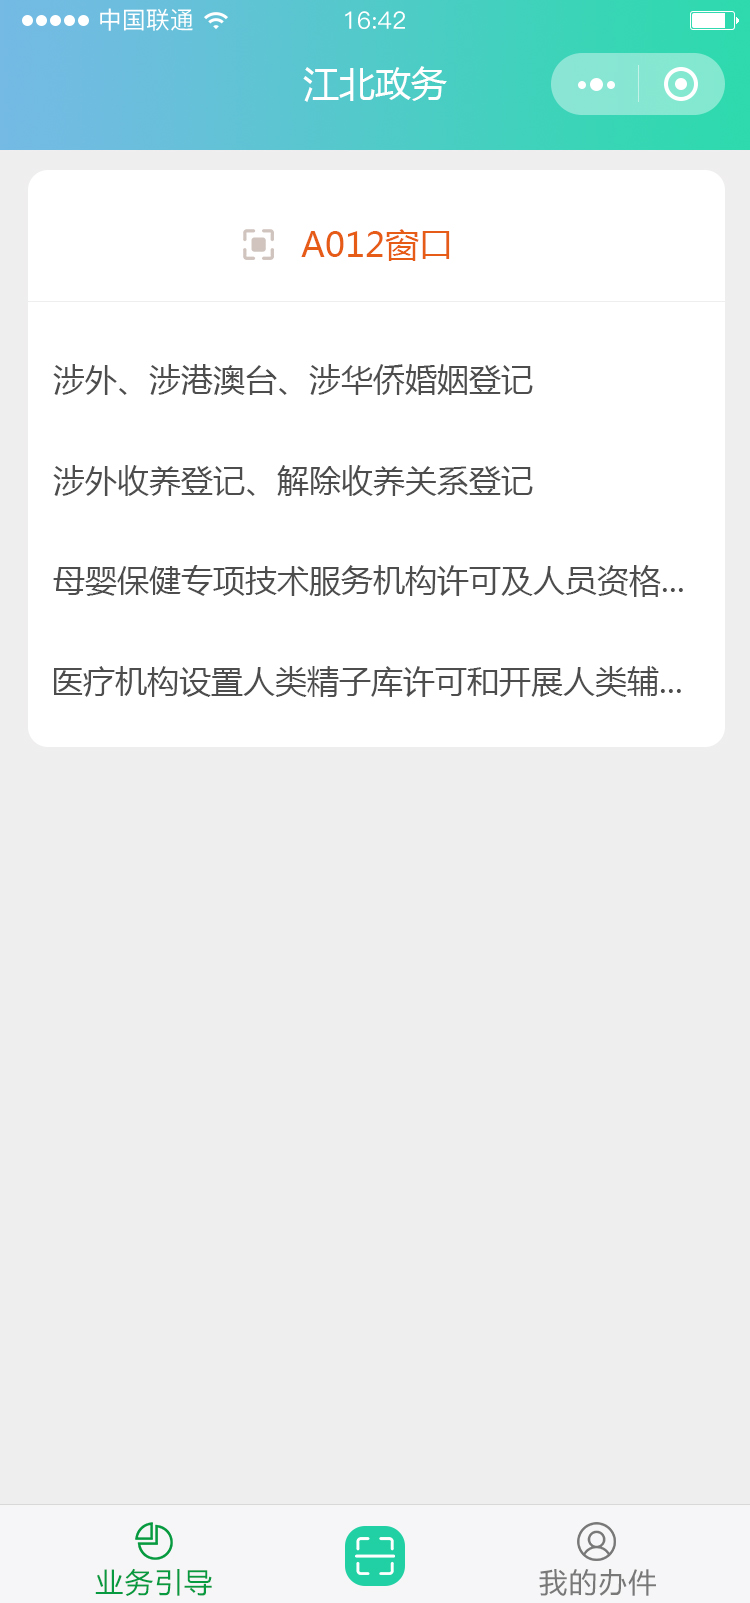 中国联通 16:42
江北政务
A012窗口
涉外、涉港澳台、涉华侨婚姻登记
涉外收养登记、解除收养关系登记
母婴保健专项技术服务机构许可及人员资格...
医疗机构设置人类精子库许可和开展人类辅...
业务引导 我的办件